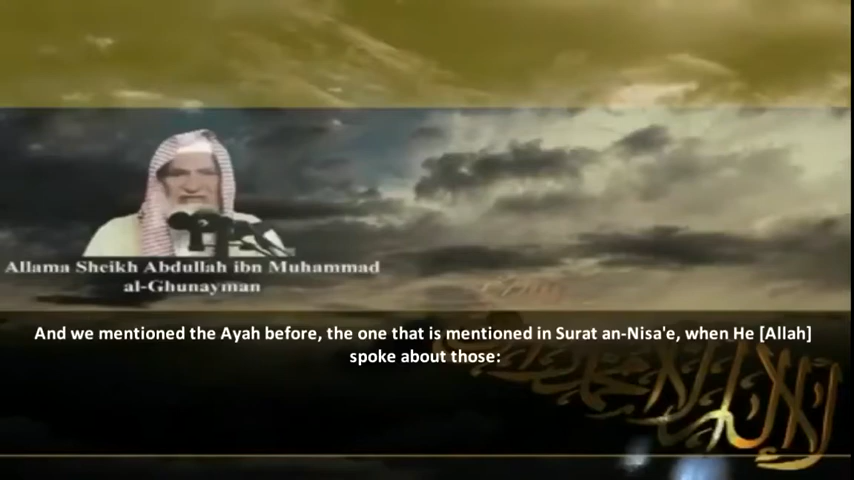 Allama Sheikh Abdullah ibn Muhammad
al-Ghunayman
And we mentioned the Ayah before, the one that is mentioned in Surat an-Nisa'e, when He [Allah]
spoke about those: